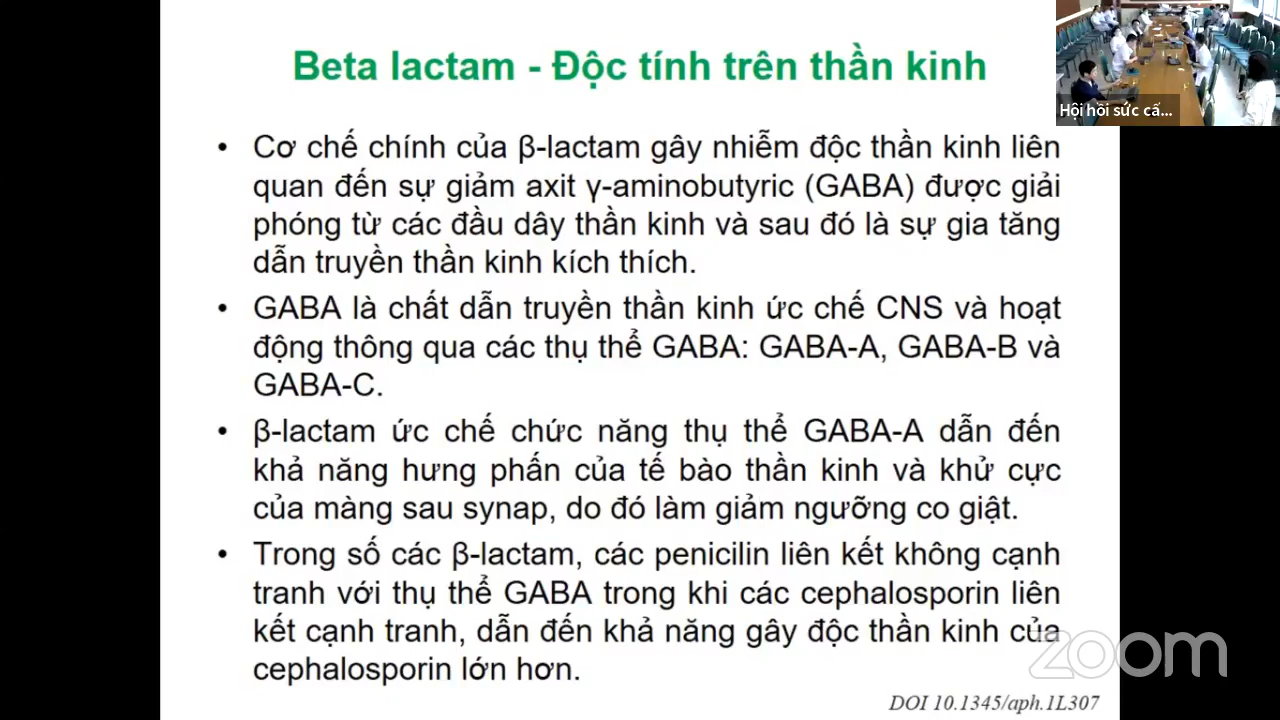 Beta lactam - Độc tính trên thần kinh
Hội hồi sức cấ...
• Cơ chế chính của β-lactam gây nhiễm độc thần kinh liên
quan đến sự giảm axit γ-aminobutyric (GABA) được giải
phóng từ các đầu dây thần kinh và sau đó là sự gia tăng
dẫn truyền thần kinh kích thích.
• GABA là chất dẫn truyền thần kinh ức chế CNS và hoạt
động thông qua các thụ thể GABA: GABA-A, GABA-B và
GABA-C.
• β-lactam ức chế chức năng thụ thể GABA-A dẫn đến
khả năng hưng phấn của tế bào thần kinh và khử cực
của màng sau synap, do đó làm giảm ngưỡng co giật.
• Trong số các β-lactam, các penicilin liên kết không cạnh
tranh với thụ thể GABA trong khi các cephalosporin liên
kết cạnh tranh, dẫn đến khả năng gây độc thần kinh của
cephalosporin lớn hơn.
zoom
DOI 10.1345/aph.1L307